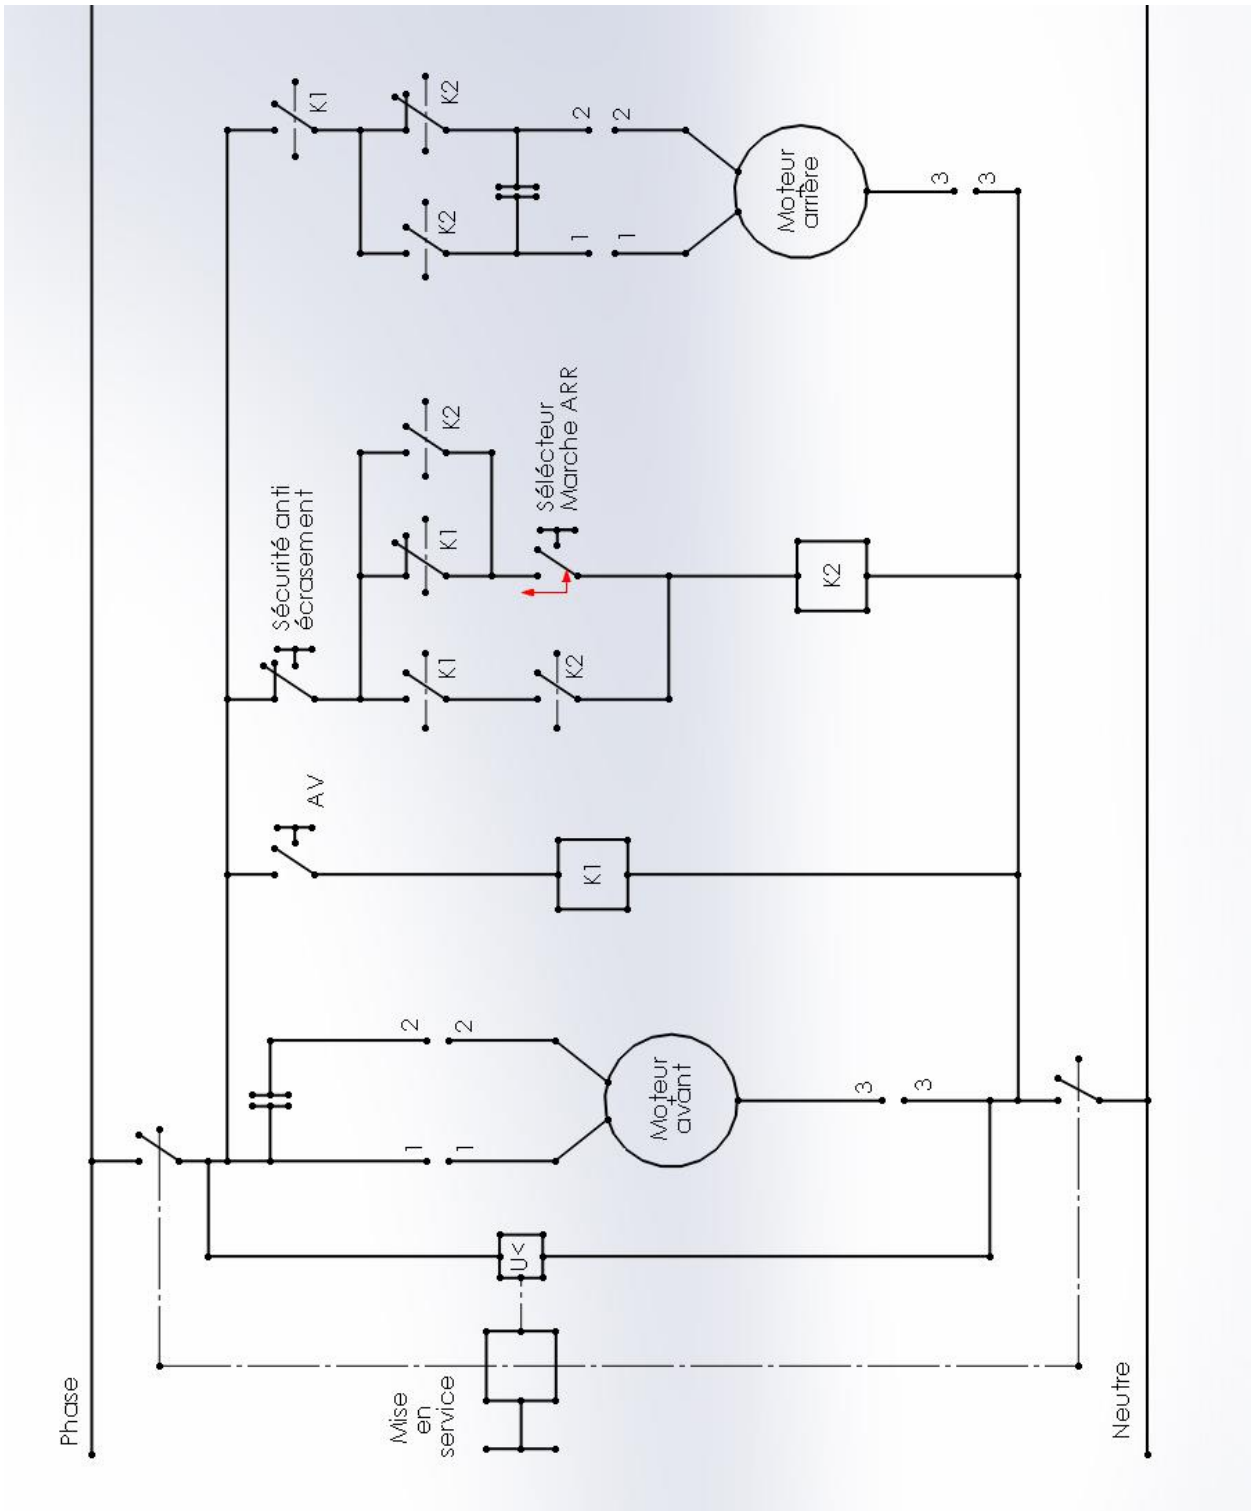 Phase
Mise
en
service
U<
1
1
2
2
Moteur
avant
3
3
AV
K1
Sécurité anti
écrasement
K1
K2
K1
K2
Sélécteur
Marche ARR
K2
K1
K2
K2
1
1
2
2
Moteur
arrière
3
3
Neutre